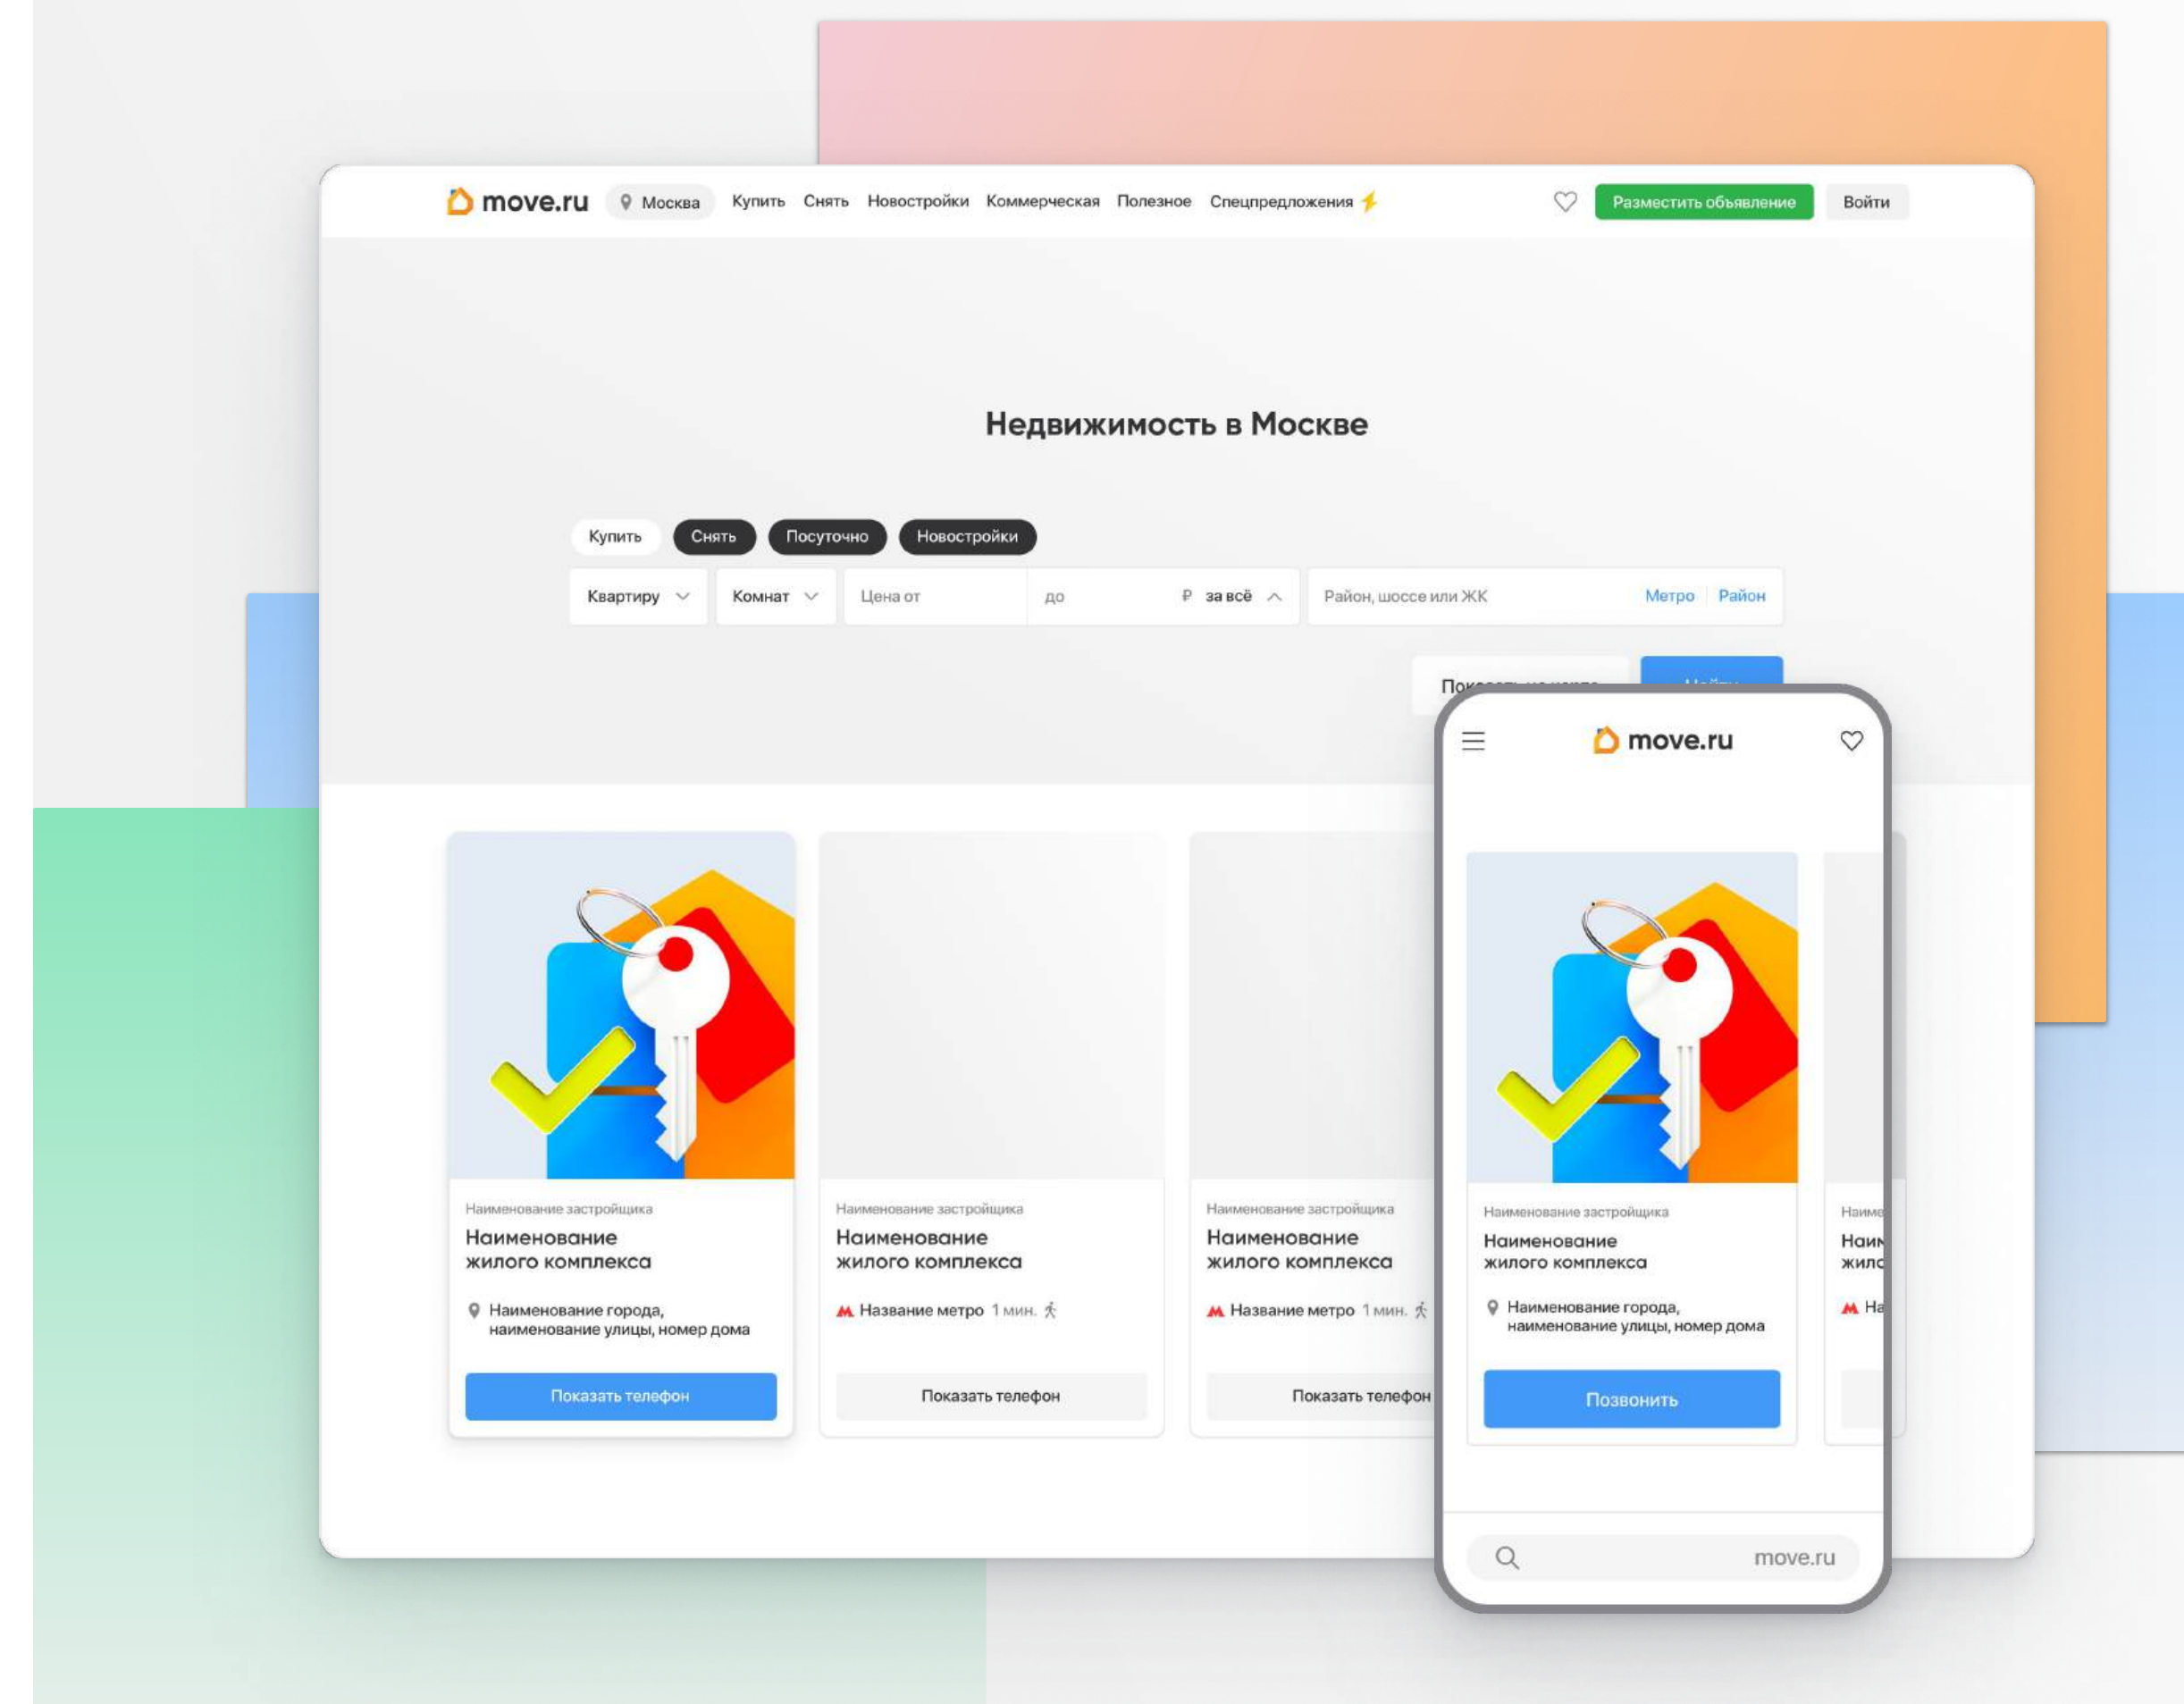 move.ru Москва Купить Снять Новостройки Коммерческая Полезное Спецпредложения Разместить объявление Войти
Недвижимость в Москве
Купить Снять Посуточно Новостройки
Квартиру Комнат Цена от до ₽ за всё Район, шоссе или ЖК Метро Район
move.ru
Наименование застройщика
Наименование
жилого комплекса
Наименование города,
наименование улицы, номер дома
Показать телефон
Наименование застройщика
Наименование
жилого комплекса
Название метро 1 мин.
Показать телефон
Наименование застройщика
Наименование
жилого комплекса
Название метро 1 мин.
Показать телефон
Наименование застройщика
Наименование
жилого комплекса
Наименование города,
наименование улицы, номер дома
Позвонить
move.ru